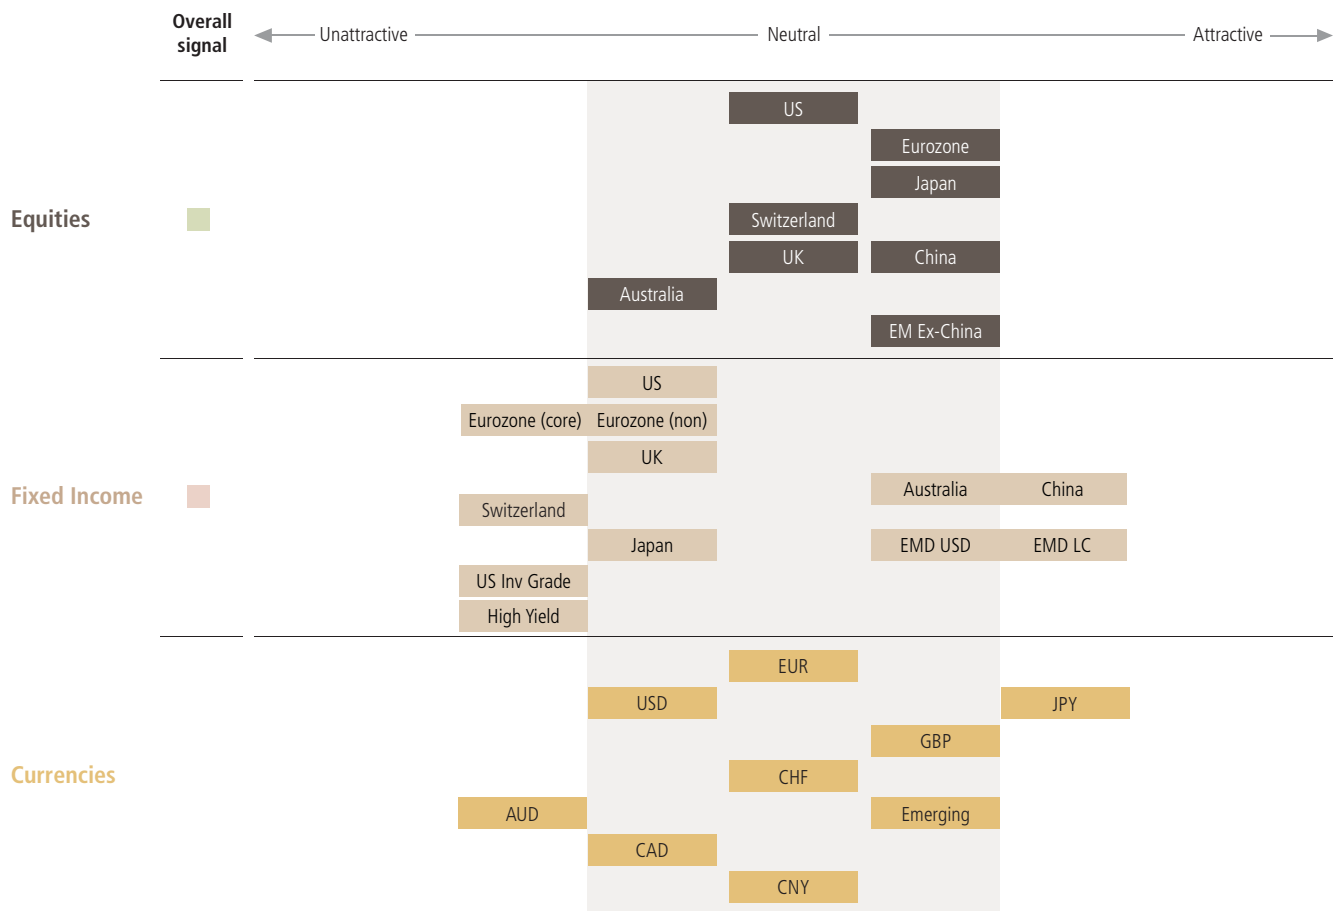 Overall
signal
Unattractive
Neutral
Attractive
US
Eurozone
Japan
Equities
Switzerland
UK
China
Australia
EM Ex-China
US
Eurozone (core)
Eurozone (non)
UK
Australia
China
Fixed Income
Switzerland
Japan
EMD USD
EMD LC
US Inv Grade
High Yield
EUR
USD
JPY
GBP
Currencies
CHF
AUD
Emerging
CAD
CNY